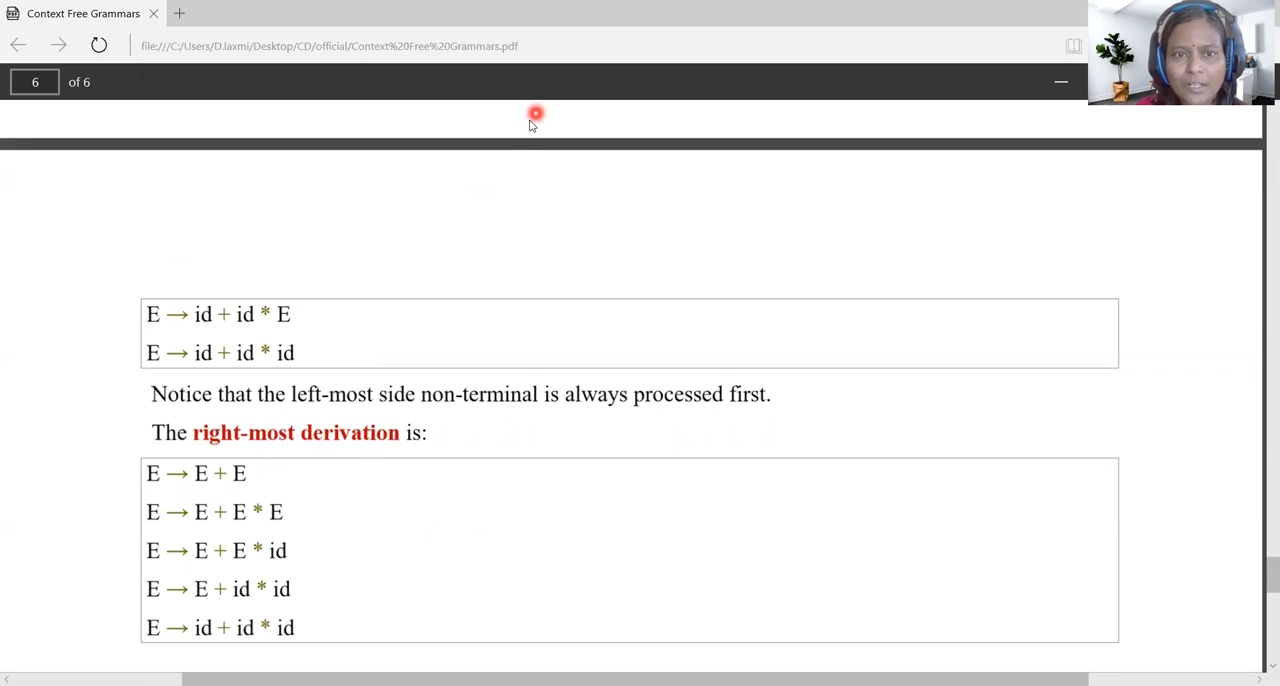 Context Free Grammars
file:///C:/Users/D.laxmi/Desktop/CD/official/Context%20Free%20Grammars.pdf
6 of 6
E → id + id * E
E → id + id * id
Notice that the left-most side non-terminal is always processed first.
The right-most derivation is:
E → E + E
E → E + E * E
E → E + E * id
E → E + id * id
E → id + id * id